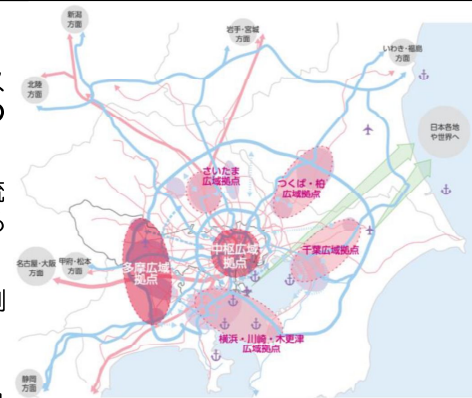 新潟
方面
岩手・宮城
方面
いわき・福島
方面
北陸
方面
日本各地
や世界へ
さいたま
広域拠点
つくば・柏
広域拠点
中枢広域
拠点
千葉広域拠点
多摩広域
拠点
名古屋・大阪
方面
甲府・松本
方面
横浜・川崎・木更津
広域拠点
静岡
方面